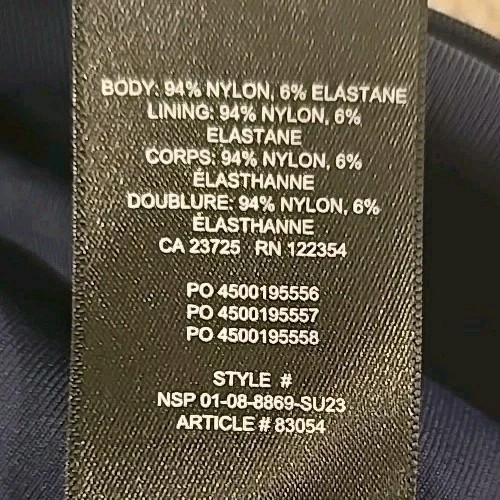 BODY: 94% NYLON, 6% ELASTANE
LINING: 94% NYLON, 6%
ELASTANE
CORPS: 94% NYLON, 6%
ÉLASTHANNE
DOUBLURE: 94% NYLON, 6%
ÉLASTHANNE
CA 23725 RN 122354
PO 4500195556
PO 4500195557
PO 4500195558
STYLE #
NSP 01-08-8869-SU23
ARTICLE # 83054